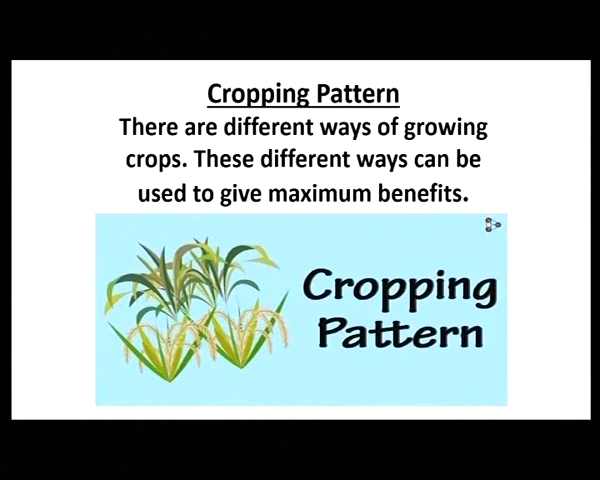 Cropping Pattern
There are different ways of growing
crops. These different ways can be
used to give maximum benefits.
Cropping
Pattern